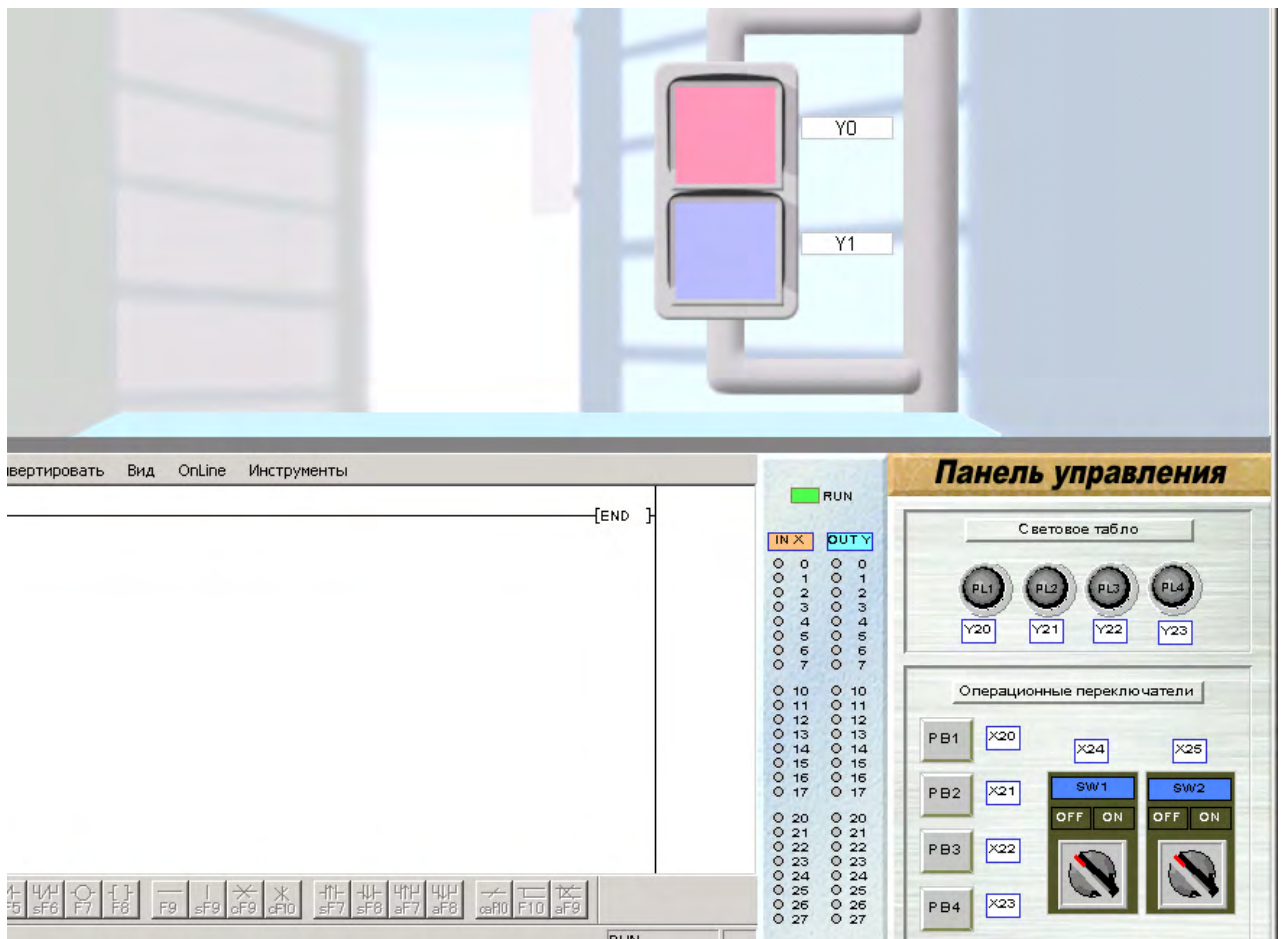 Y0
Y1
вертировать Вид OnLine Инструменты
[END ]
RUN
IN X OUT Y
0 0
1 1
2 2
3 3
4 4
5 5
6 6
7 7
10 10
11 11
12 12
13 13
14 14
15 15
16 16
17 17
20 20
21 21
22 22
23 23
24 24
25 25
26 26
27 27
Панель управления
Световое табло
PL1 PL2 PL3 PL4
Y20 Y21 Y22 Y23
Операционные переключатели
PB1 X20
PB2 X21
PB3 X22
PB4 X23
X24 X25
SW1 SW2
OFF ON OFF ON
F5 sF6 F7 F8 F9 sF9 cF9 cF10 sF7 sF8 aF7 aF8 caF10 F10 aF9